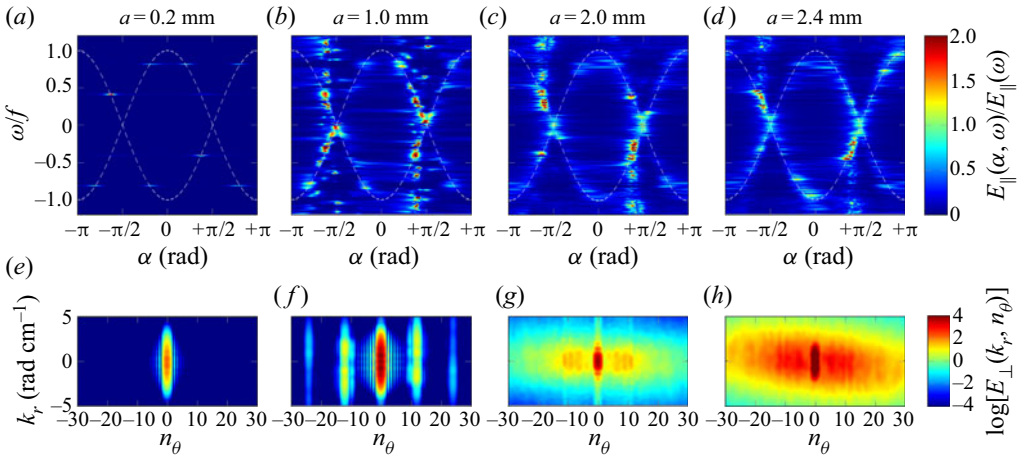 (a) a = 0.2 mm (b) a = 1.0 mm (c) a = 2.0 mm (d) a = 2.4 mm
1.0 2.0
0.5 1.5
ω/f 0 1.0 E∥(α, ω)/E∥(ω)
−0.5 0.5
−1.0 0
−π −π/2 0 +π/2 +π −π −π/2 0 +π/2 +π −π −π/2 0 +π/2 +π −π −π/2 0 +π/2 +π
α (rad) α (rad) α (rad) α (rad)
(e) (f) (g) (h)
5 4
2
kr (rad cm−1) 0 0 log[E⊥(kr, nθ)]
−2
−5 −4
−30 −20 −10 0 10 20 30 −20 −10 0 10 20 30 −20 −10 0 10 20 30 −20 −10 0 10 20 30
nθ nθ nθ nθ